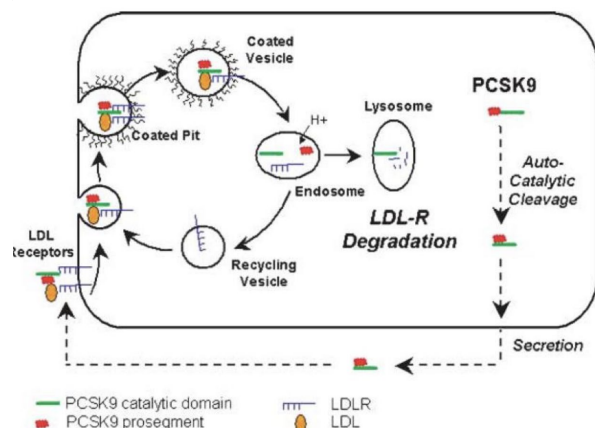 Coated
Vesicle
PCSK9
Lysosome
H+
Coated Pit
Auto-
Catalytic
Cleavage
Endosome
LDL-R
Degradation
LDL
Receptors
Recycling
Vesicle
Secretion
PCSK9 catalytic domain
LDLR
PCSK9 prosegment
LDL